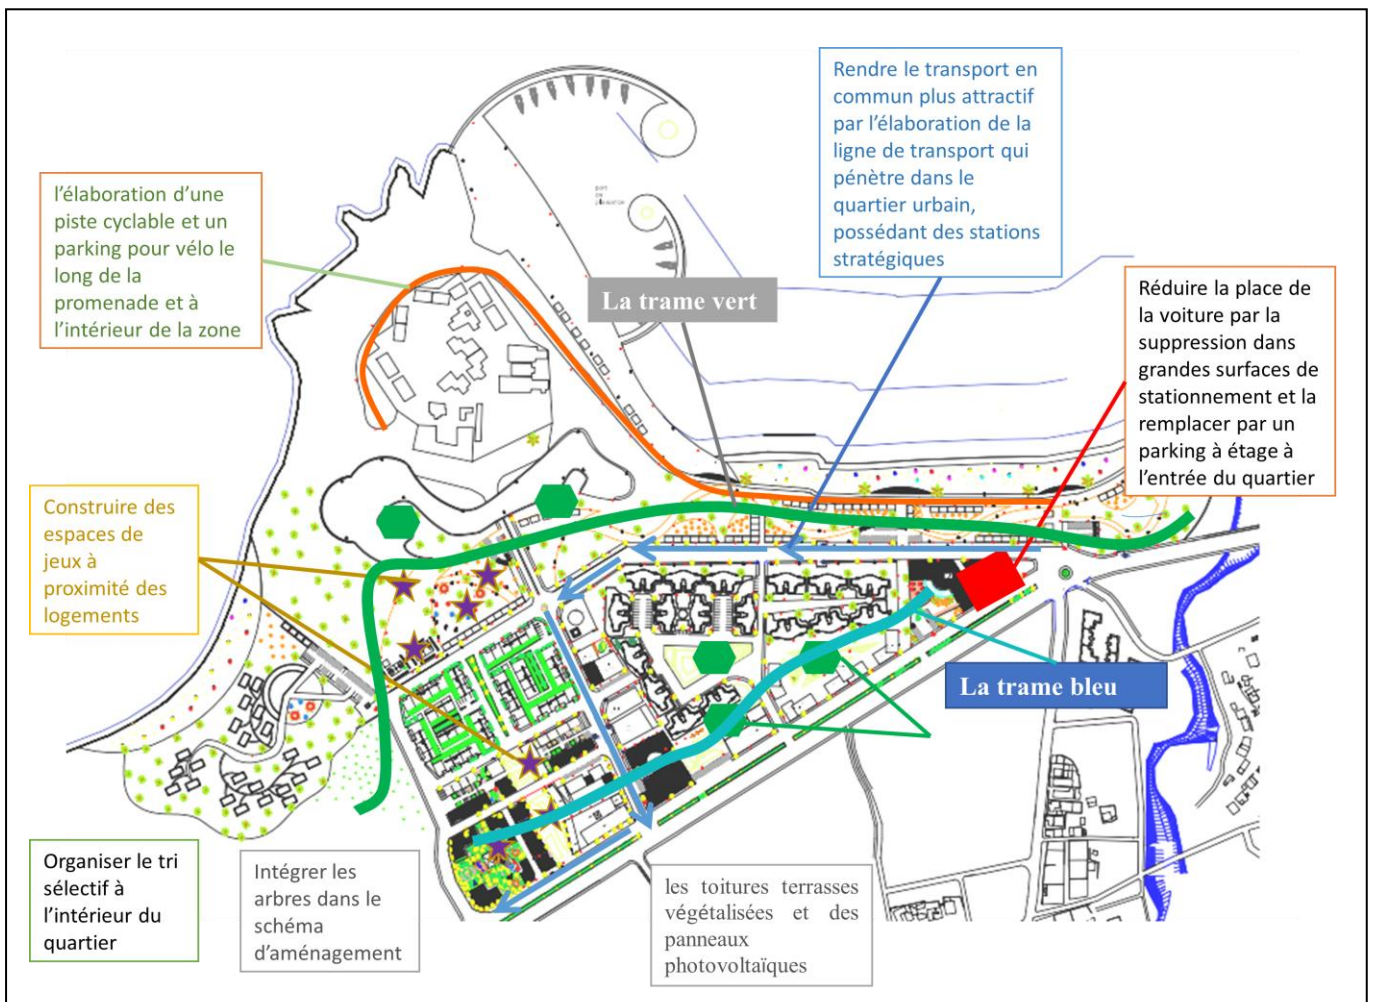 Rendre le transport en
commun plus attractif
par l’élaboration de la
ligne de transport qui
pénètre dans le
quartier urbain,
possédant des stations
stratégiques
l’élaboration d’une
piste cyclable et un
parking pour vélo le
long de la
promenade et à
l’intérieur de la zone
port
de
plaisance
La trame vert
Réduire la place de
la voiture par la
suppression dans
grandes surfaces de
stationnement et la
remplacer par un
parking à étage à
l’entrée du quartier
Construire des
espaces de
jeux à
proximité des
logements
La trame bleu
Organiser le tri
sélectif à
l’intérieur du
quartier
Intégrer les
arbres dans le
schéma
d’aménagement
les toitures terrasses
végétalisées et des
panneaux
photovoltaïques